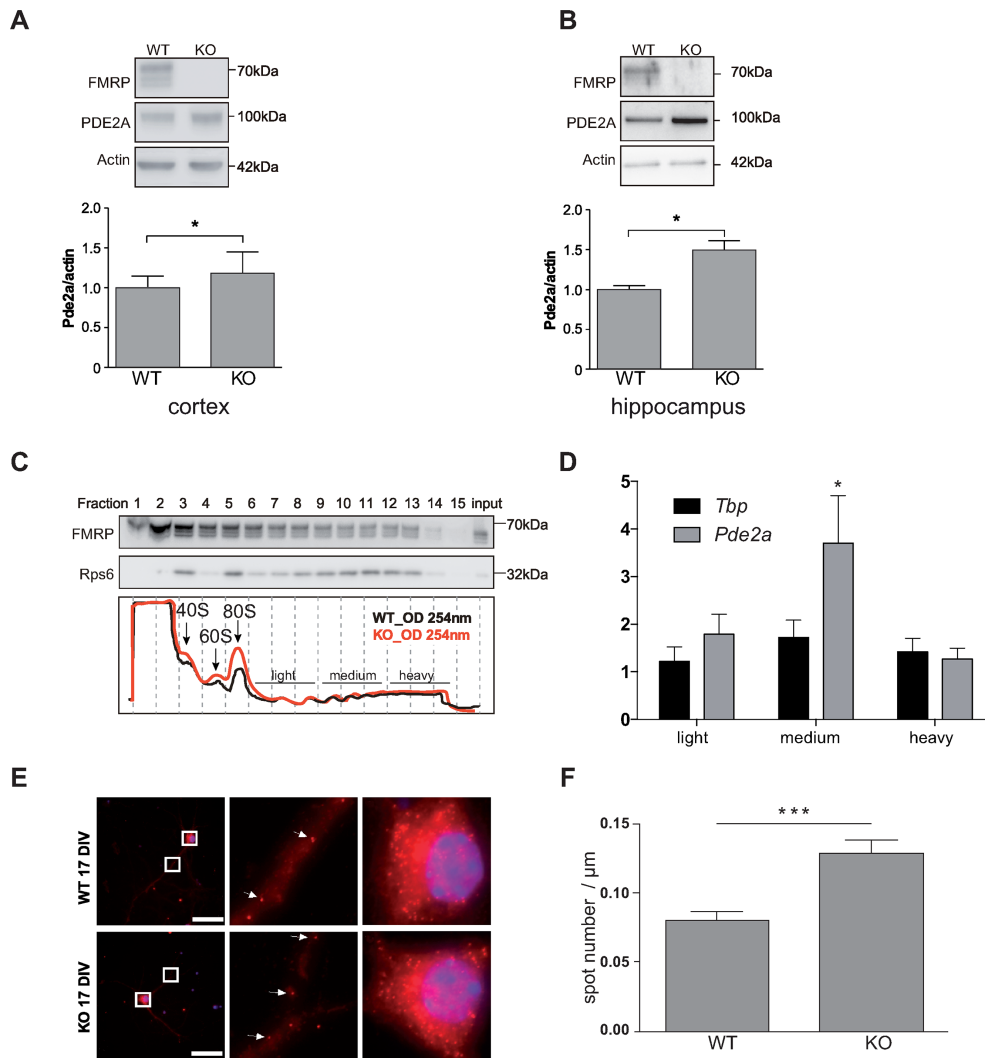 A
WT KO
FMRP
70kDa
PDE2A
100kDa
Actin
42kDa
Pde2a/actin
2.0
1.5
1.0
0.5
0
*
WT KO
cortex
B
WT KO
FMRP
70kDa
PDE2A
100kDa
Actin
42kDa
Pde2a/actin
2.0
1.5
1.0
0.5
0
*
WT KO
hippocampus
C
Fraction 1 2 3 4 5 6 7 8 9 10 11 12 13 14 15 input
FMRP
70kDa
Rps6
32kDa
40S
60S
80S
WT_OD 254nm
KO_OD 254nm
light medium heavy
D
5
4
3
2
1
0
Tbp
Pde2a
*
light medium heavy
E
WT 17 DIV
KO 17 DIV
F
spot number / μm
0.15
0.10
0.05
0.00
***
WT KO